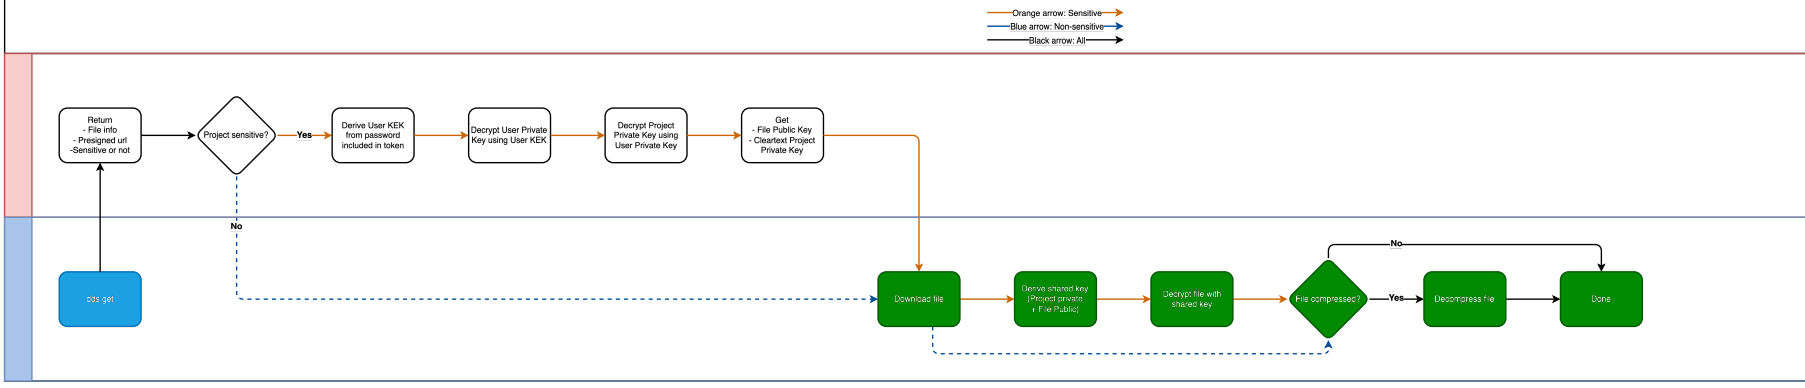 Orange arrow: Sensitive
Blue arrow: Non-sensitive
Black arrow: All
Return
- File info
- Presigned url
-Sensitive or not
Project sensitive?
Yes
Derive User KEK
from password
included in token
Decrypt User Private
Key using User KEK
Decrypt Project
Private Key using
User Private Key
Get
- File Public Key
- Cleartext Project
Private Key
No
dds get
Download file
Derive shared key
(Project private
+ File Public)
Decrypt file with
shared key
File compressed?
No
Yes
Decompress file
Done